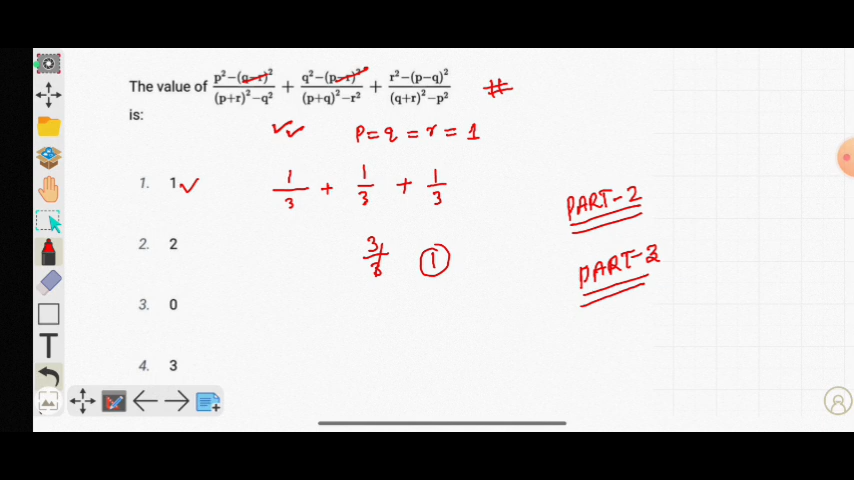 The value of (p²−(q−r)²)/((p+r)²−q²) + (q²−(p−r)²)/((p+q)²−r²) + (r²−(p−q)²)/((q+r)²−p²) #
is:
p = q = r = 1
1. 1
1/3 + 1/3 + 1/3
PART-2
2. 2
3/3 1
PART-3
3. 0
4. 3
T